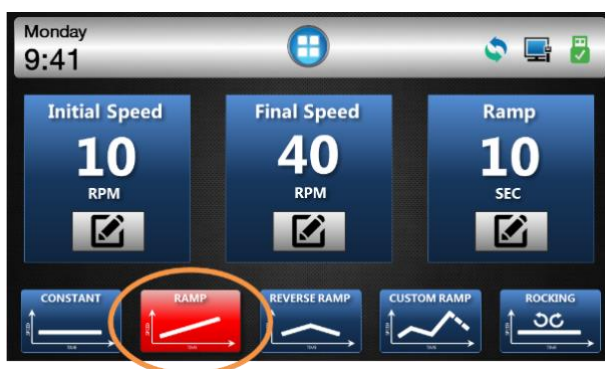 Monday
9:41
Initial Speed
10
RPM
Final Speed
40
RPM
Ramp
10
SEC
CONSTANT
RAMP
REVERSE RAMP
CUSTOM RAMP
ROCKING